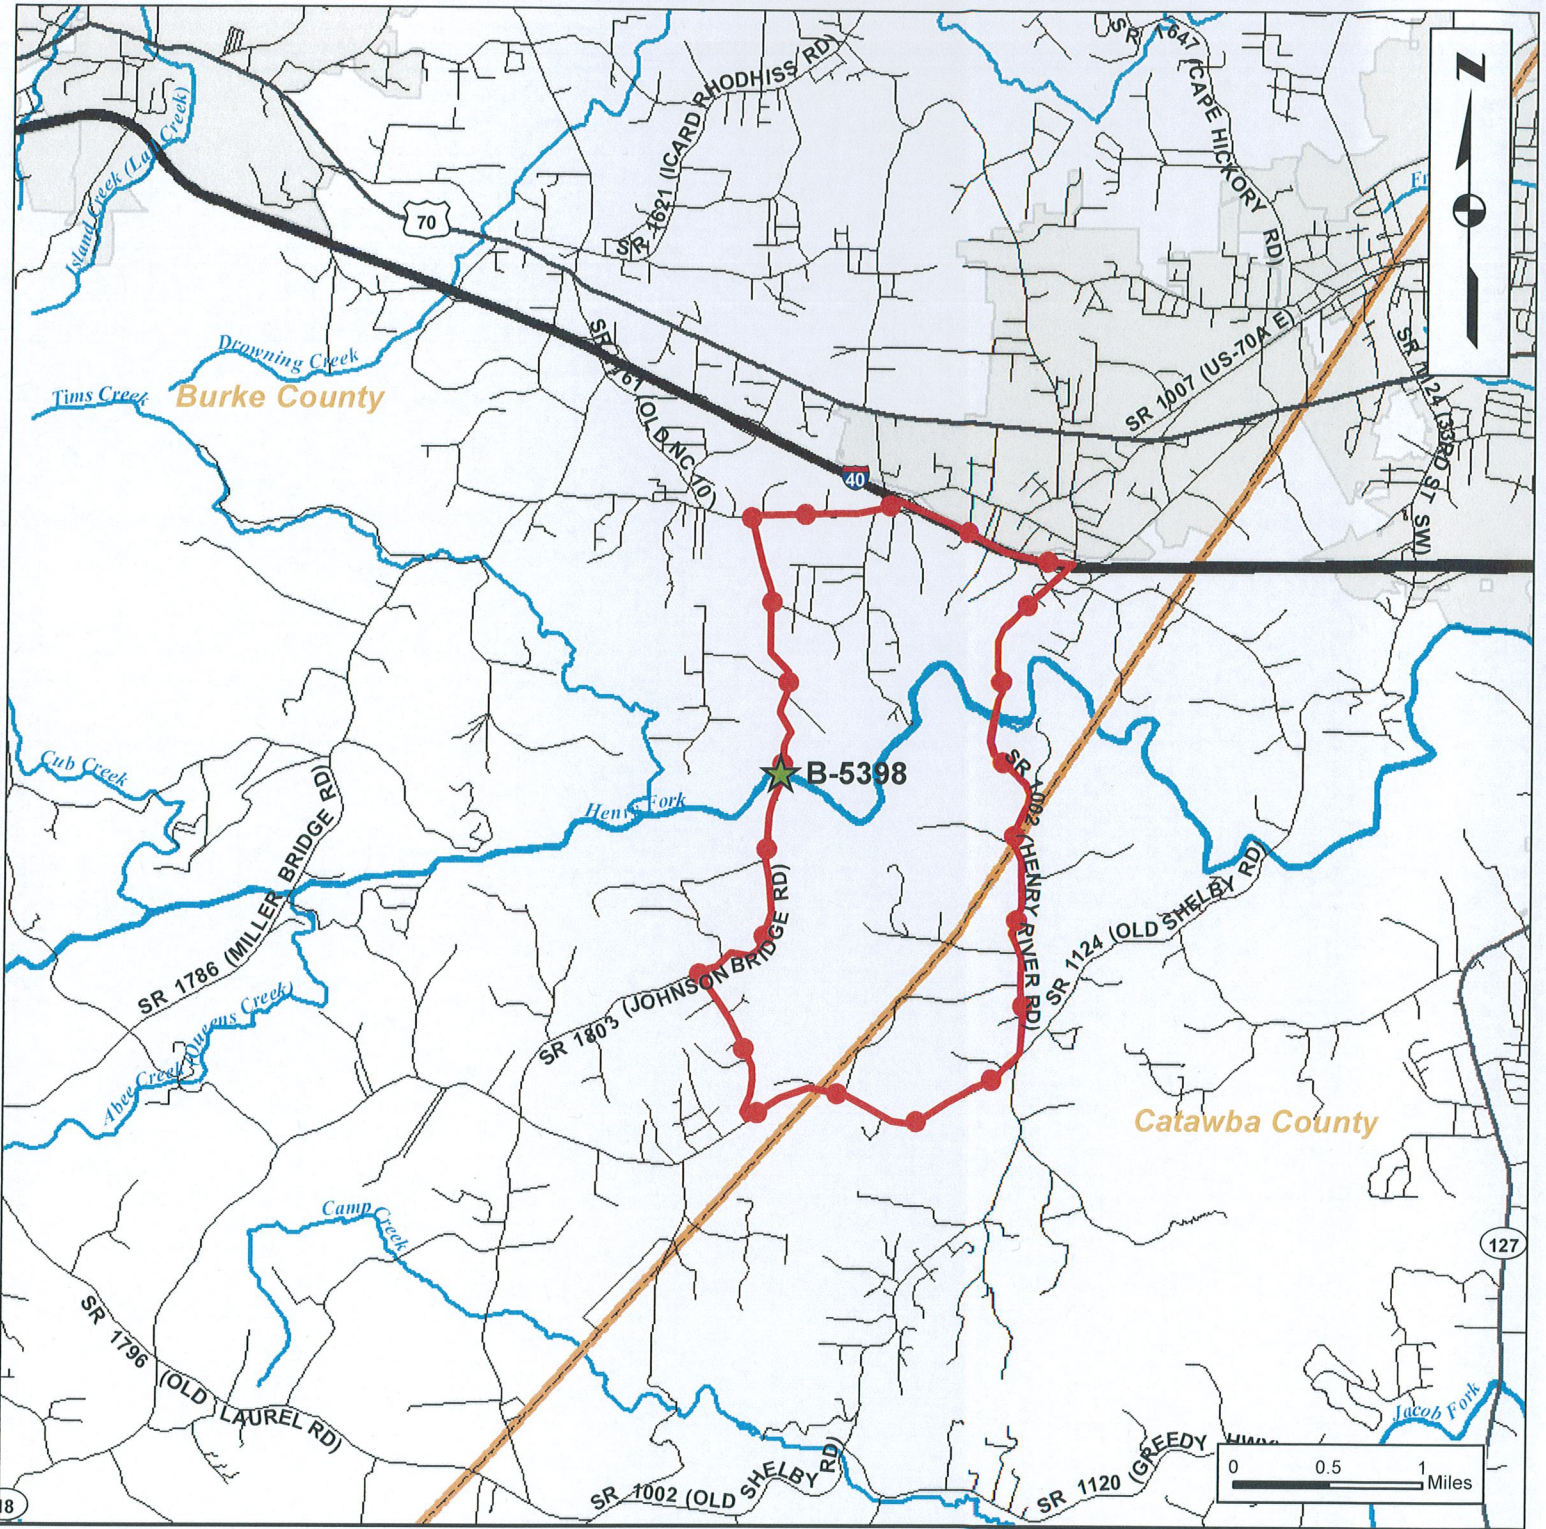 SR 1647 (CAPE HICKORY RD)
SR 1621 (ICARD RHODHISS RD)
N
70
Island Creek (Creek)
Drowning Creek
Tims Creek
Burke County
SR (OLD NC 10)
SR 1007 (US-70A E)
SR 1124 (33RD ST SW)
40
B-5398
Cub Creek
Henry Fork
SR 1786 (MILLER BRIDGE RD)
SR 1002 (HENRY RIVER RD)
SR 1803 (JOHNSON BRIDGE RD)
SR 1124 (OLD SHELBY RD)
Abee Creek (Queens Creek)
Catawba County
Camp Creek
127
SR 1796 (OLD LAUREL RD)
Jacob Fork
SR 1002 (OLD SHELBY RD)
SR 1120 (GREEDY HWY)
0 0.5 1
Miles
18